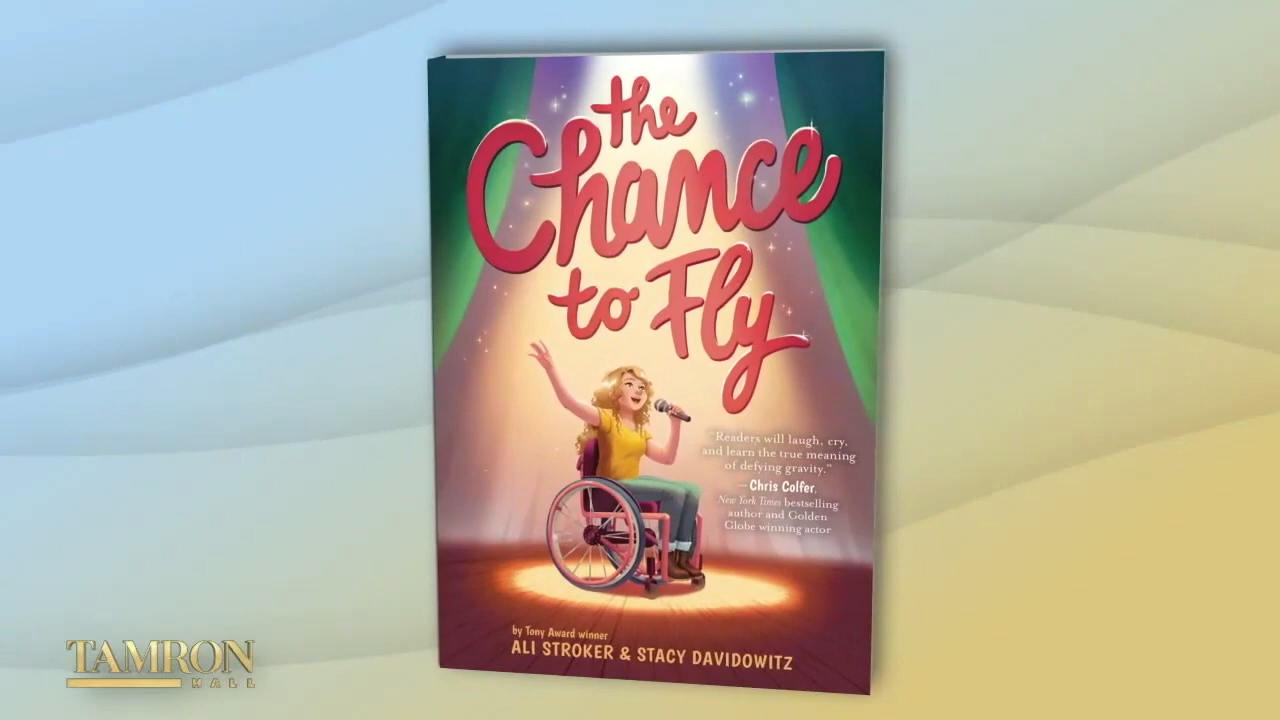 the
Chance
to Fly
"Readers will laugh, cry,
and learn the true meaning
of defying gravity."
—Chris Colfer,
New York Times bestselling
author and Golden
Globe winning actor
by Tony Award winner
ALI STROKER & STACY DAVIDOWITZ
TAMRON
HALL